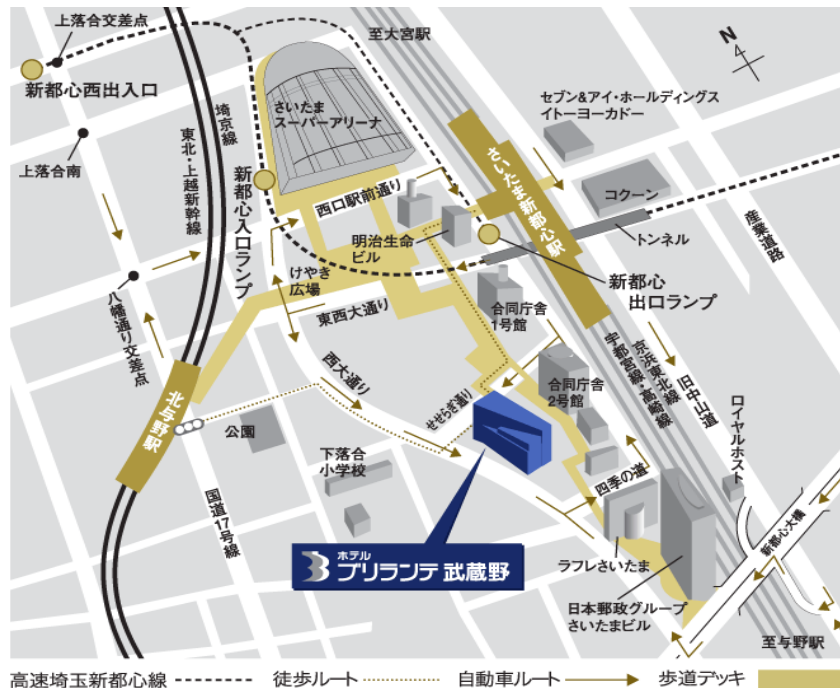 上落合交差点
至大宮駅
N
新都心西出入口
さいたま
スーパーアリーナ
セブン&アイ・ホールディングス
イトーヨーカドー
上落合南
埼京線
東北・上越新幹線
新都心入口ランプ
西口駅前通り
さいたま新都心駅
コクーン
トンネル
産業道路
明治生命
ビル
けやき
広場
新都心
出口ランプ
八幡通り交差点
東西大通り
合同庁舎
1号館
西大通り
せせらぎ通り
合同庁舎
2号館
京浜東北線
宇都宮線・高崎線
旧中山道
ロイヤルホスト
北与野駅
公園
下落合
小学校
国道17号線
四季の道
新都心大橋
ホテル
ブリランテ 武蔵野
ラフレさいたま
日本郵政グループ
さいたまビル
至与野駅
高速埼玉新都心線
徒歩ルート
自動車ルート
歩道デッキ